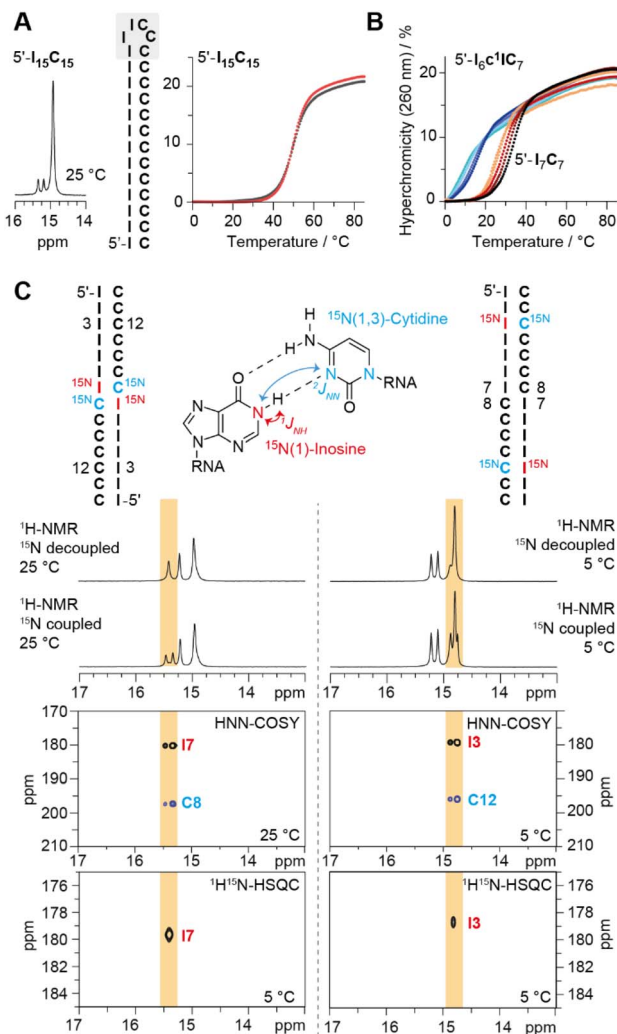 A
B
5'-I15C15
25 °C
16 15 14
ppm
I I C C
I C
I C
I C
I C
I C
I C
I C
I C
I C
I C
I C
I C
I C
5'-I C
5'-I15C15
20
10
0
0 20 40 60 80
Temperature / °C
Hyperchromicity (260 nm) / %
5'-I6c1IC7
5'-I7C7
20
10
0
0 20 40 60 80
Temperature / °C
C
5'-I C
3 12
15N I C 15N
15N C I 15N
12 3
C I-5'
15N(1,3)-Cytidine
H
N
H
N
O
H
N
N
2JNN
N
RNA
O
N
H
1JNH
N
N
N
RNA
15N(1)-Inosine
5'-I C
15N I C 15N
7 8
8 7
15N C I 15N
C I-5'
1H-NMR
15N decoupled
25 °C
1H-NMR
15N coupled
25 °C
17 16 15 ppm
1H-NMR
15N decoupled
5 °C
1H-NMR
15N coupled
5 °C
17 16 15 ppm
HNN-COSY
I7
C8
25 °C
170
180
190
200
210
ppm
17 16 15 ppm
HNN-COSY
I3
C12
5 °C
180
190
200
210
ppm
17 16 15 ppm
1H15N-HSQC
I7
5 °C
176
178
180
182
184
ppm
17 16 15 ppm
1H15N-HSQC
I3
5 °C
176
178
180
182
184
ppm
17 16 15 ppm